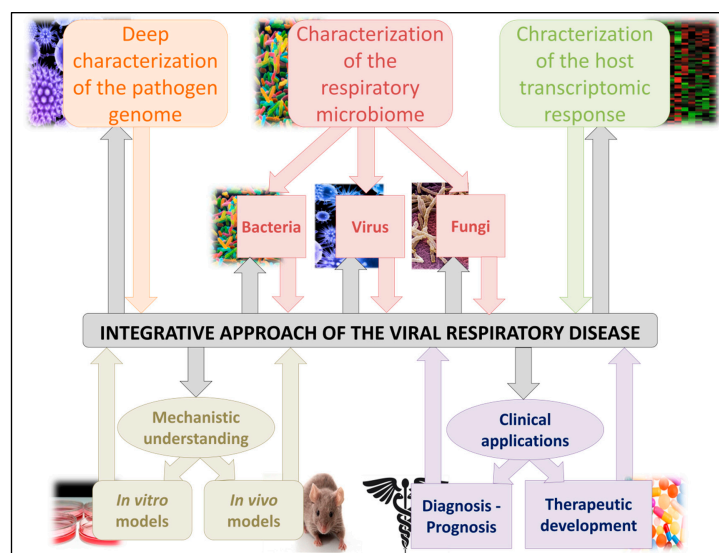 Deep
characterization
of the pathogen
genome
Characterization
of the
respiratory
microbiome
Chracterization
of the host
transcriptomic
response
Bacteria
Virus
Fungi
INTEGRATIVE APPROACH OF THE VIRAL RESPIRATORY DISEASE
Mechanistic
understanding
Clinical
applications
In vitro
models
In vivo
models
Diagnosis -
Prognosis
Therapeutic
development